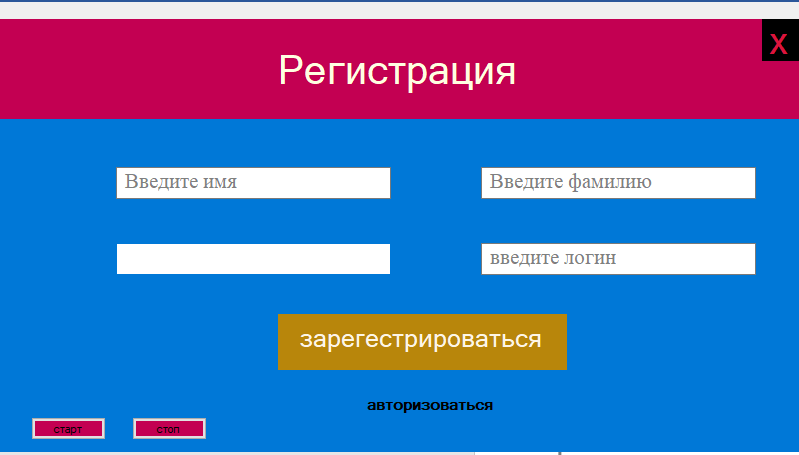 Регистрация
X
Введите имя
Введите фамилию
введите логин
зарегестрироваться
авторизоваться
старт
стоп